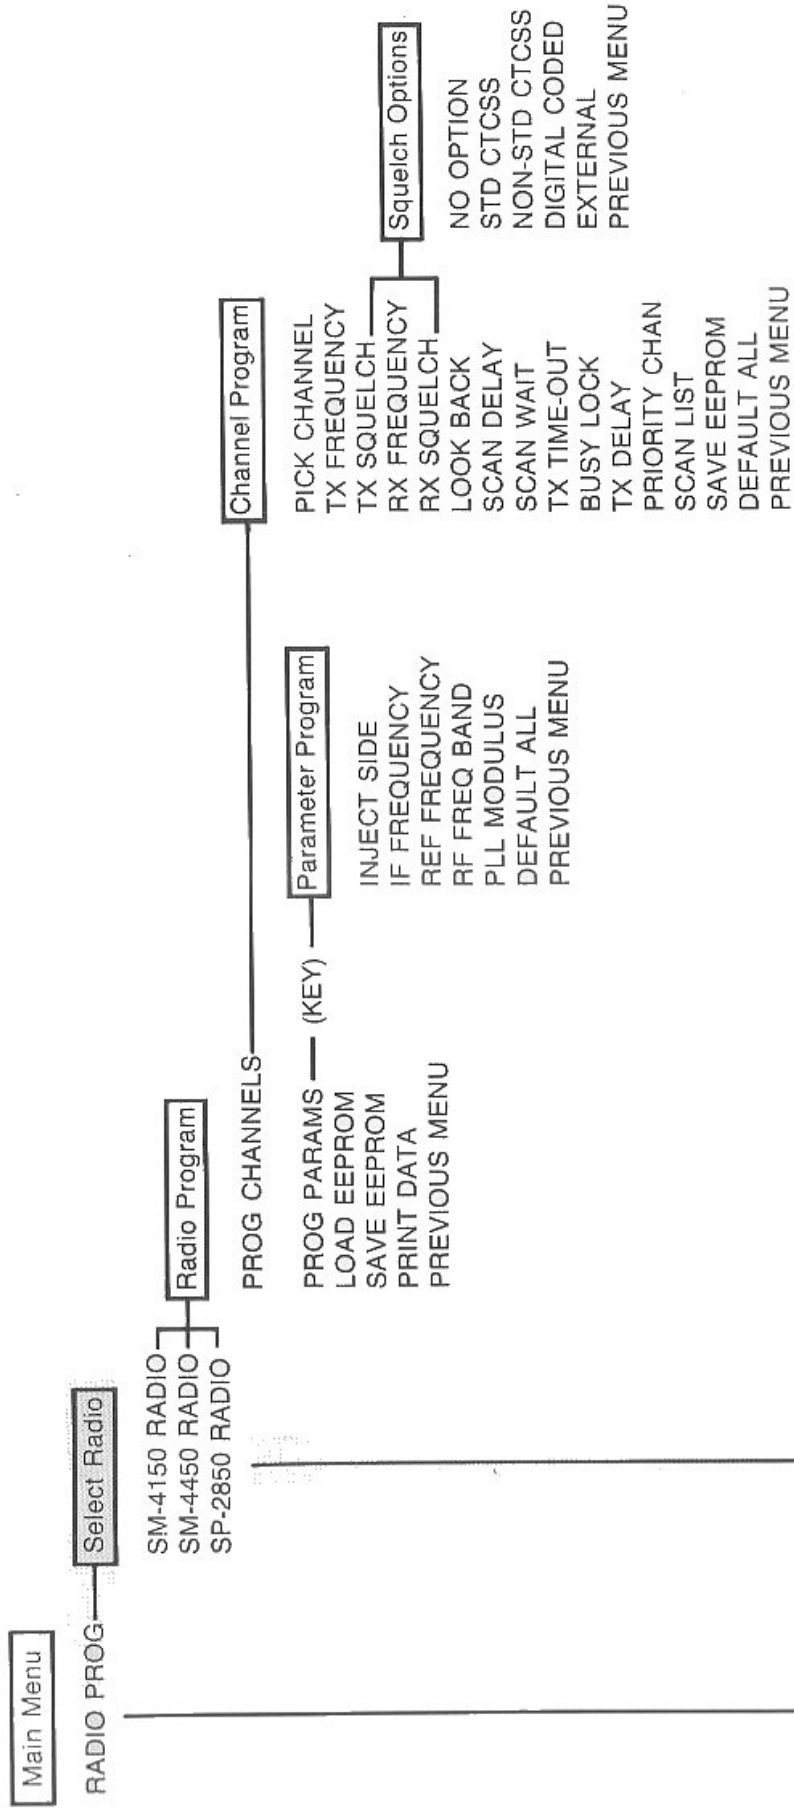 Main Menu
RADIO PROG
Select Radio
SM-4150 RADIO
SM-4450 RADIO
SP-2850 RADIO
Radio Program
PROG CHANNELS
PROG PARAMS
(KEY)
LOAD EEPROM
SAVE EEPROM
PRINT DATA
PREVIOUS MENU
Parameter Program
INJECT SIDE
IF FREQUENCY
REF FREQUENCY
RF FREQ BAND
PLL MODULUS
DEFAULT ALL
PREVIOUS MENU
Channel Program
PICK CHANNEL
TX FREQUENCY
TX SQUELCH
RX FREQUENCY
RX SQUELCH
LOOK BACK
SCAN DELAY
SCAN WAIT
TX TIME-OUT
BUSY LOCK
TX DELAY
PRIORITY CHAN
SCAN LIST
SAVE EEPROM
DEFAULT ALL
PREVIOUS MENU
Squelch Options
NO OPTION
STD CTCSS
NON-STD CTCSS
DIGITAL CODED
EXTERNAL
PREVIOUS MENU